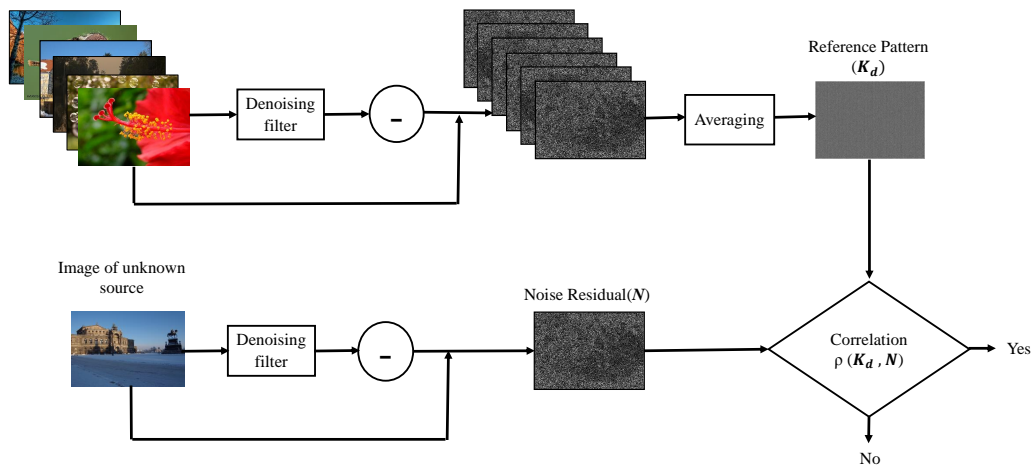 Reference Pattern
(K_d)
Denoising
filter
-
Averaging
Image of unknown
source
Noise Residual(N)
Denoising
filter
-
Correlation
ρ (K_d , N)
Yes
No